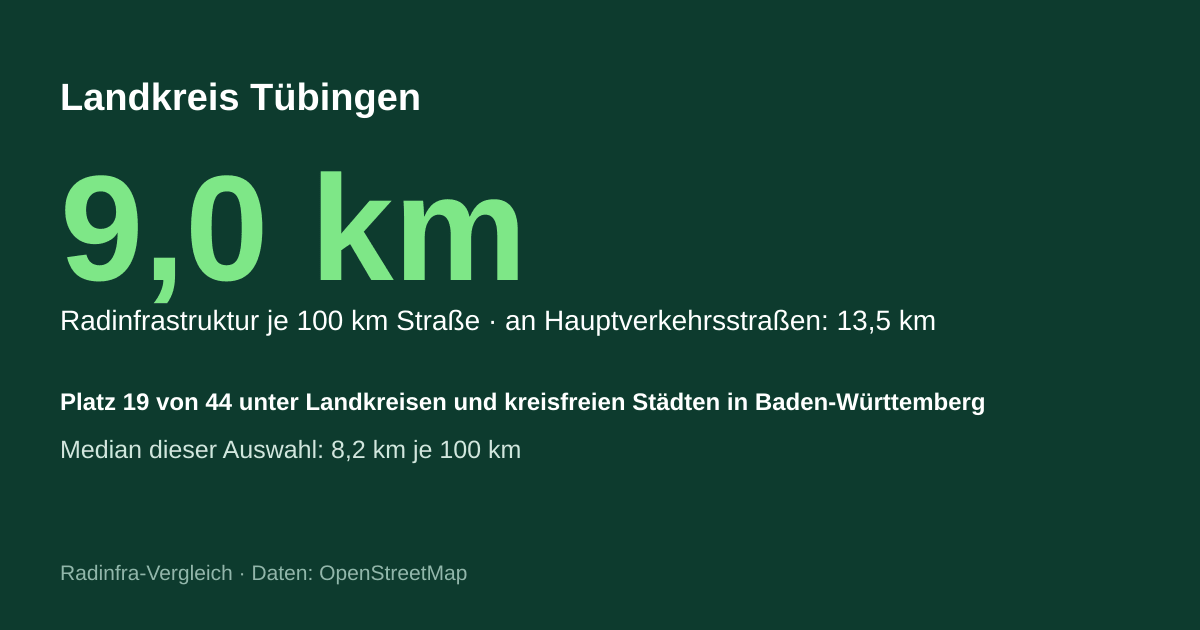 Landkreis Tübingen
9,0 km
Radinfrastruktur je 100 km Straße · an Hauptverkehrsstraßen: 13,5 km
Platz 19 von 44 unter Landkreisen und kreisfreien Städten in Baden-Württemberg
Median dieser Auswahl: 8,2 km je 100 km
Radinfra-Vergleich · Daten: OpenStreetMap